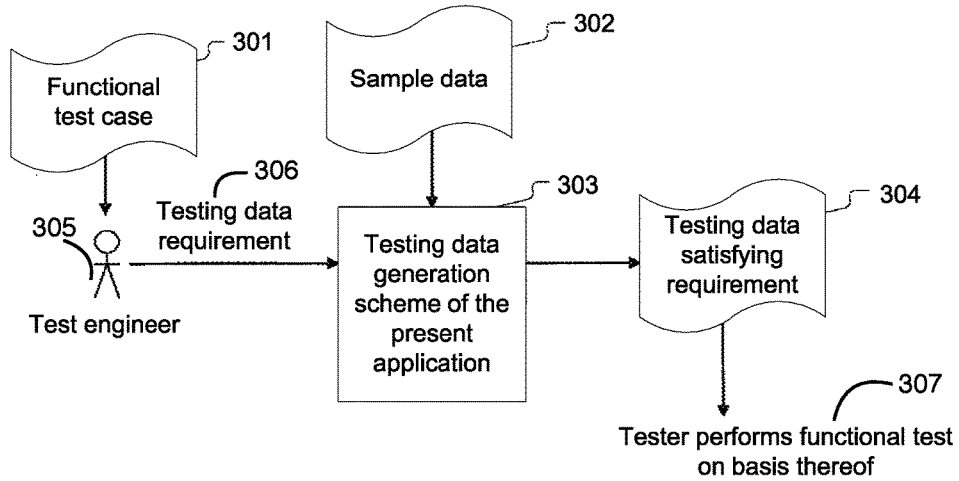 301
Functional
test case
302
Sample data
306
Testing data
requirement
305
Test engineer
303
Testing data
generation
scheme of the
present
application
304
Testing data
satisfying
requirement
307
Tester performs functional test
on basis thereof